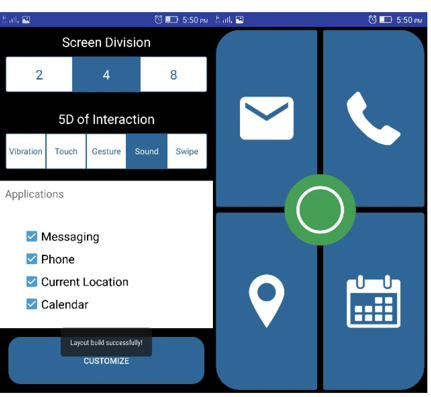 5:50 PM
5:50 PM
Screen Division
2 4 8
5D of Interaction
Vibration Touch Gesture Sound Swipe
Applications
Messaging
Phone
Current Location
Calendar
Layout build successfully!
CUSTOMIZE